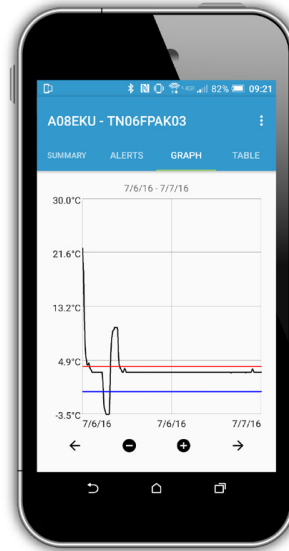 82% 09:21
A08EKU - TN06FPAK03
SUMMARY ALERTS GRAPH TABLE
7/6/16 - 7/7/16
30.0°C
21.6°C
13.2°C
4.9°C
-3.5°C
7/6/16 7/6/16 7/7/16